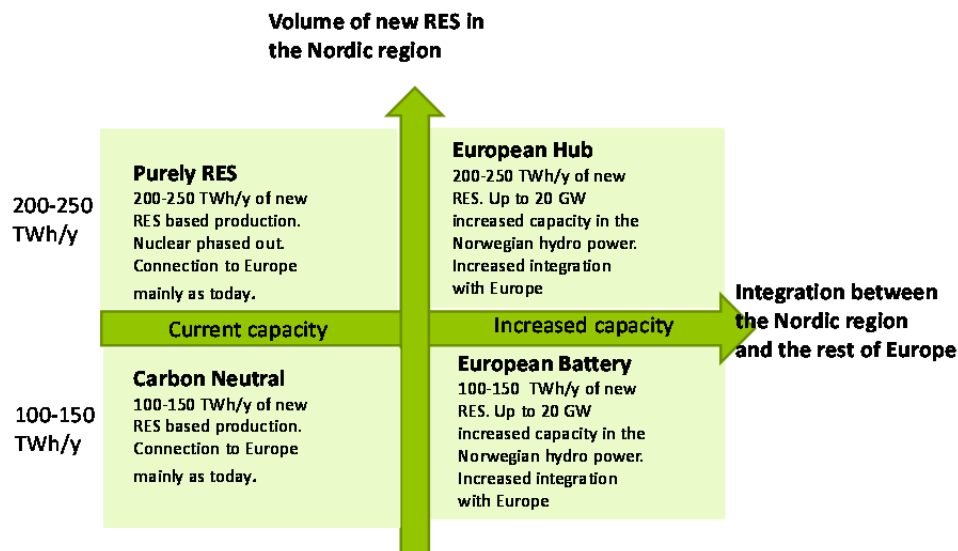 Volume of new RES in
the Nordic region
200-250
TWh/y
Purely RES
200-250 TWh/y of new
RES based production.
Nuclear phased out.
Connection to Europe
mainly as today.
European Hub
200-250 TWh/y of new
RES. Up to 20 GW
increased capacity in the
Norwegian hydro power.
Increased integration
with Europe
Current capacity
Increased capacity
Integration between
the Nordic region
and the rest of Europe
100-150
TWh/y
Carbon Neutral
100-150 TWh/y of new
RES based production.
Connection to Europe
mainly as today.
European Battery
100-150 TWh/y of new
RES. Up to 20 GW
increased capacity in the
Norwegian hydro power.
Increased integration
with Europe